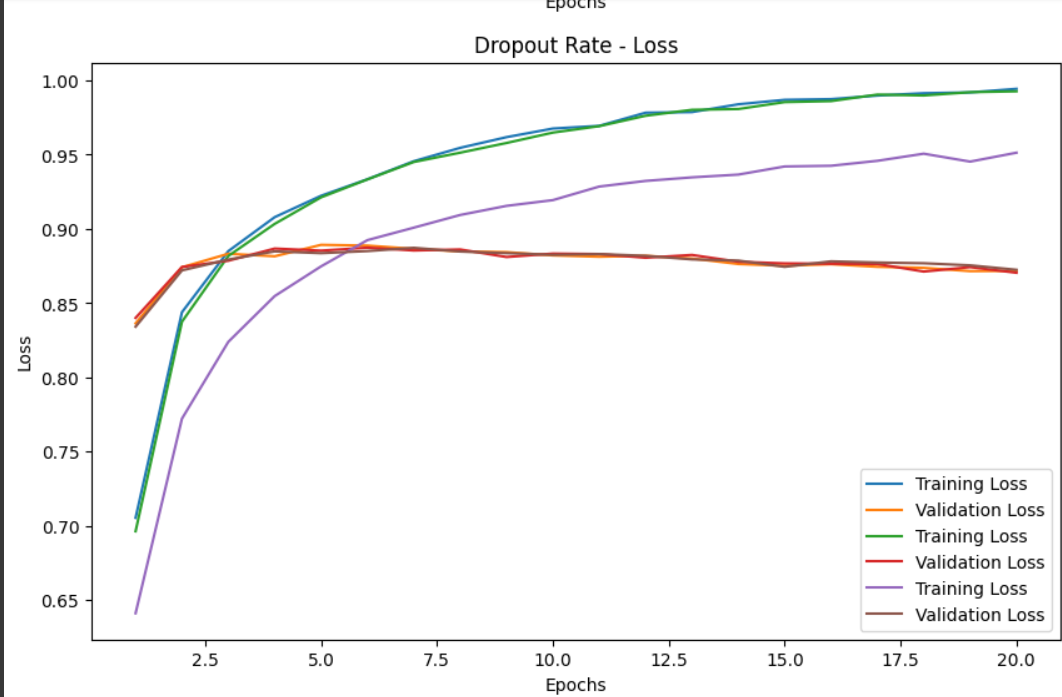 Epochs
Dropout Rate - Loss
1.00
0.95
0.90
0.85
0.80
0.75
0.70
0.65
Loss
Training Loss
Validation Loss
Training Loss
Validation Loss
Training Loss
Validation Loss
2.5 5.0 7.5 10.0 12.5 15.0 17.5 20.0
Epochs